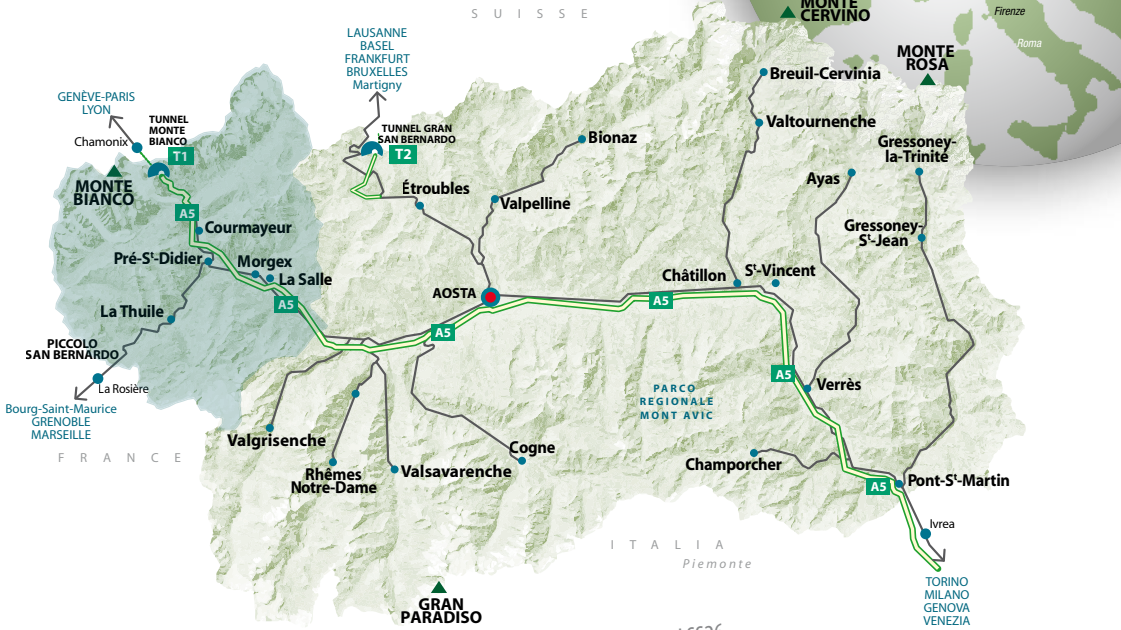 SUISSE
MONTE
CERVINO
Firenze
Roma
LAUSANNE
BASEL
FRANKFURT
BRUXELLES
Martigny
MONTE
ROSA
Breuil-Cervinia
GENÈVE-PARIS
LYON
TUNNEL
MONTE
BIANCO
T1
Chamonix
TUNNEL GRAN
SAN BERNARDO
T2
Valtournenche
Bionaz
Gressoney-
la-Trinité
Ayas
MONTE
BIANCO
Étroubles
Valpelline
A5
Courmayeur
Gressoney-
Sᵗ-Jean
Pré-Sᵗ-Didier
Morgex
La Salle
Châtillon
Sᵗ-Vincent
AOSTA
A5
A5
A5
La Thuile
PICCOLO
SAN BERNARDO
La Rosière
A5
Verrès
PARCO
REGIONALE
MONT AVIC
Bourg-Saint-Maurice
GRENOBLE
MARSEILLE
FRANCE
Valgrisenche
Rhêmes
Notre-Dame
Valsavarenche
Cogne
Champorcher
A5
Pont-Sᵗ-Martin
Ivrea
ITALIA
Piemonte
GRAN
PARADISO
TORINO
MILANO
GENOVA
VENEZIA